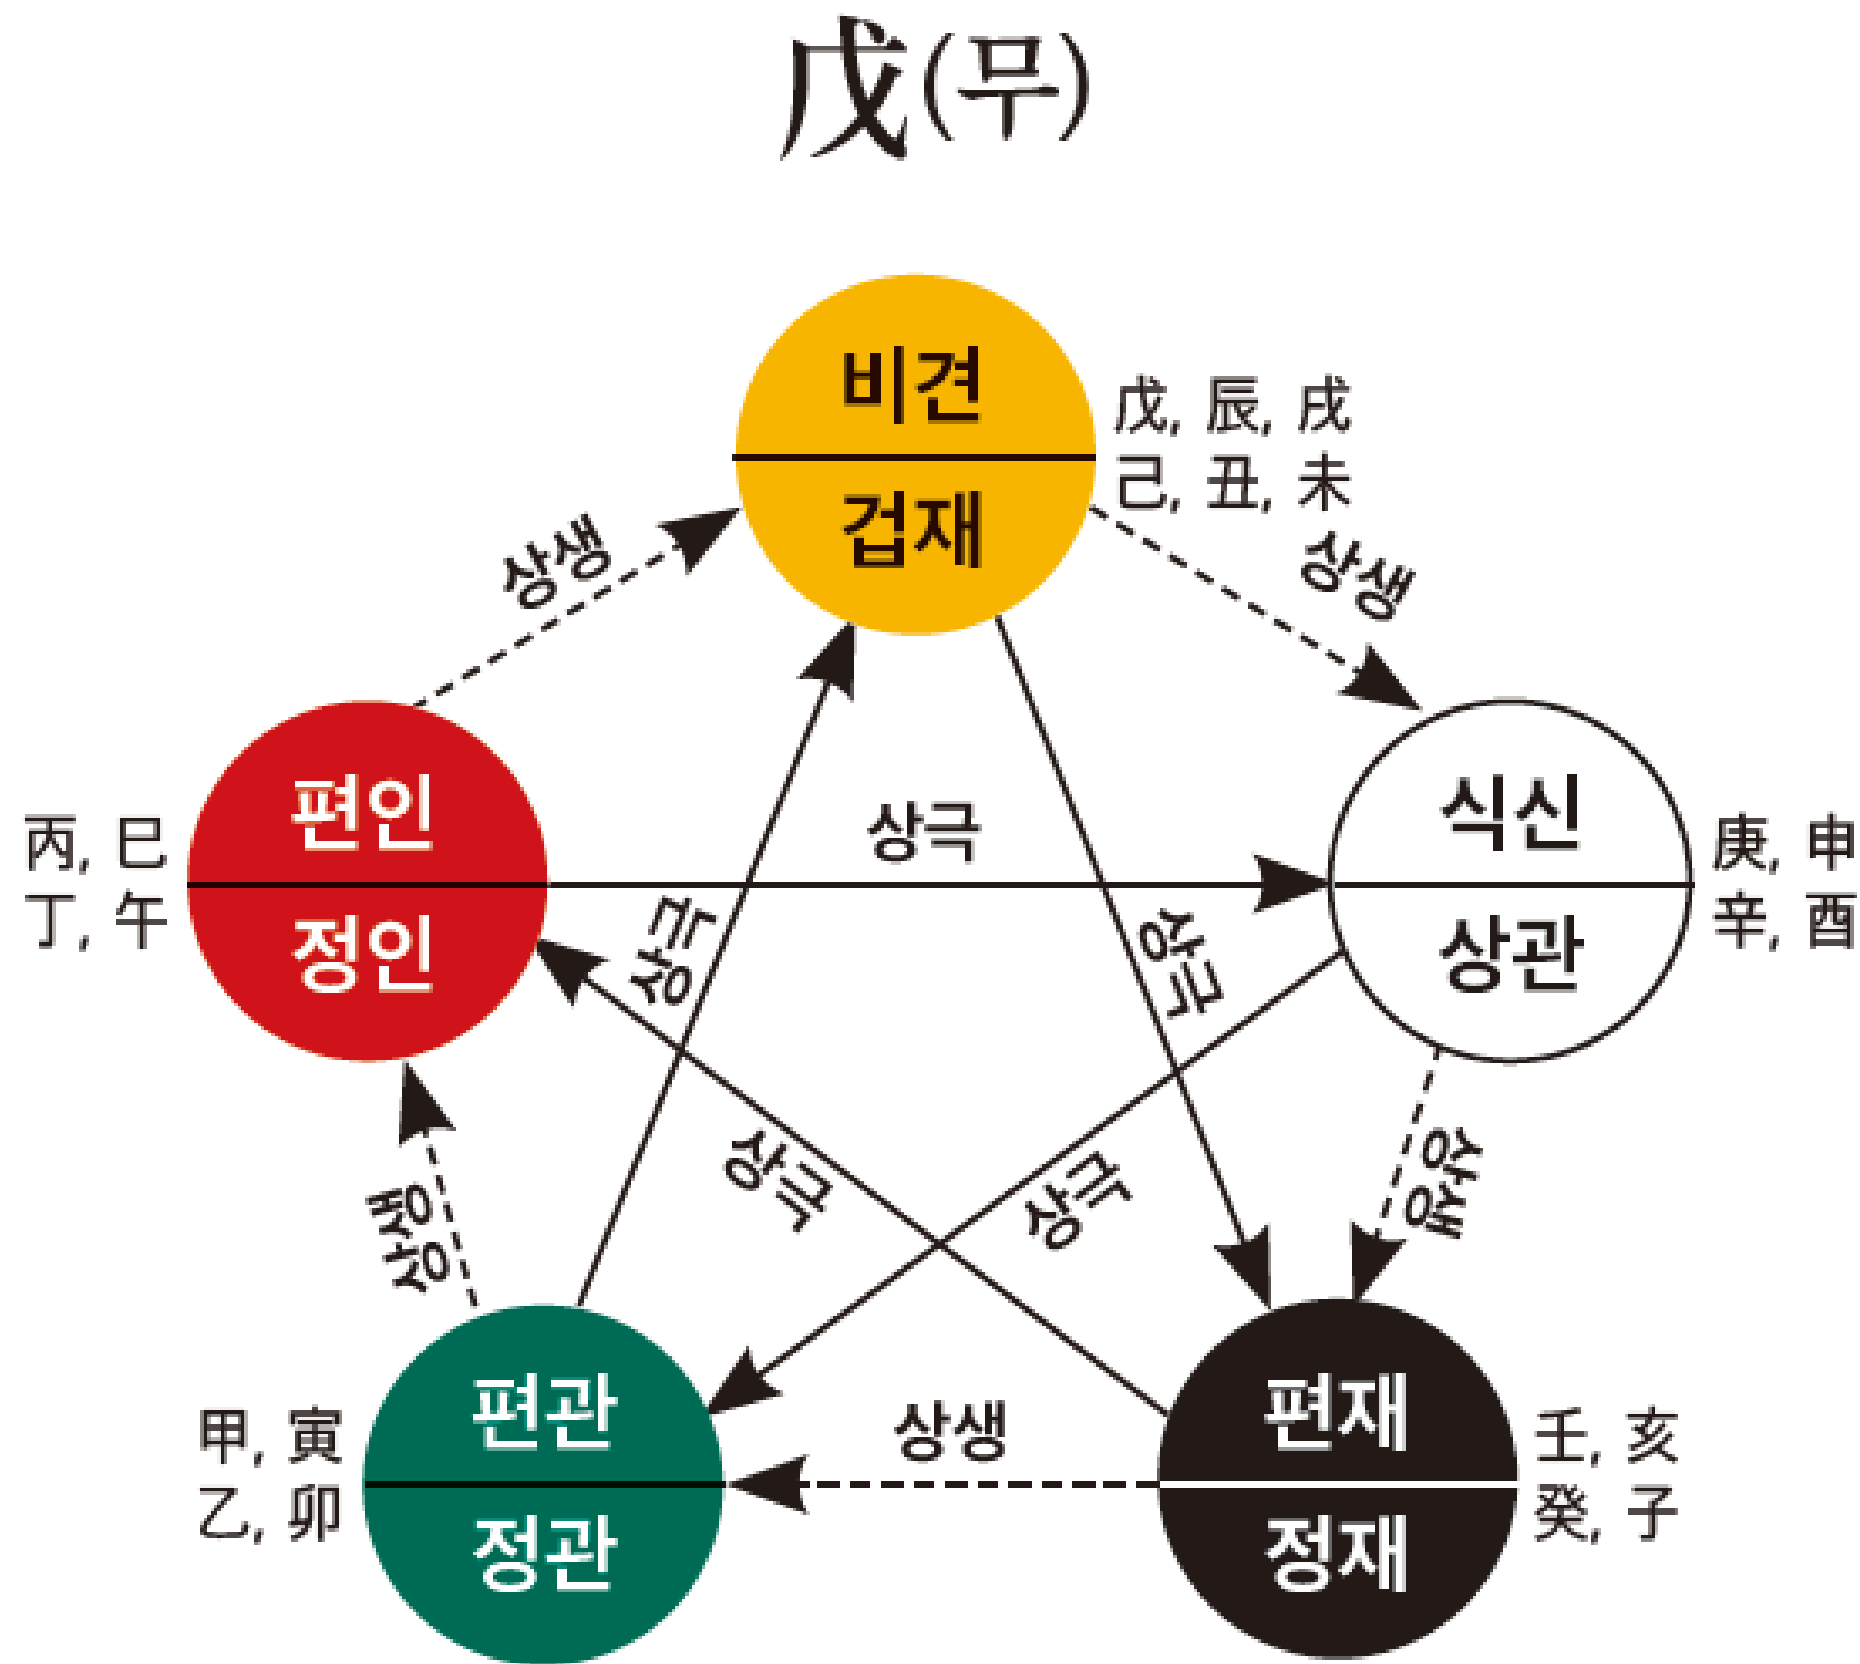 戊(무)
비견
겁재
戊, 辰, 戌
己, 丑, 未
상생
상생
편인
정인
丙, 巳
丁, 午
상극
식신
상관
庚, 申
辛, 酉
상극
상극
상극
상극
상생
상생
편관
정관
甲, 寅
乙, 卯
상생
편재
정재
壬, 亥
癸, 子